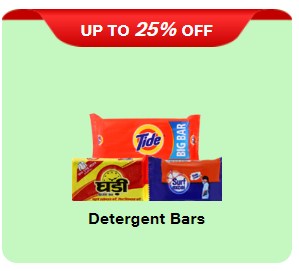 UP TO 25% OFF
Tide
BIG BAR
घड़ी
Surf
excel
Detergent Bars